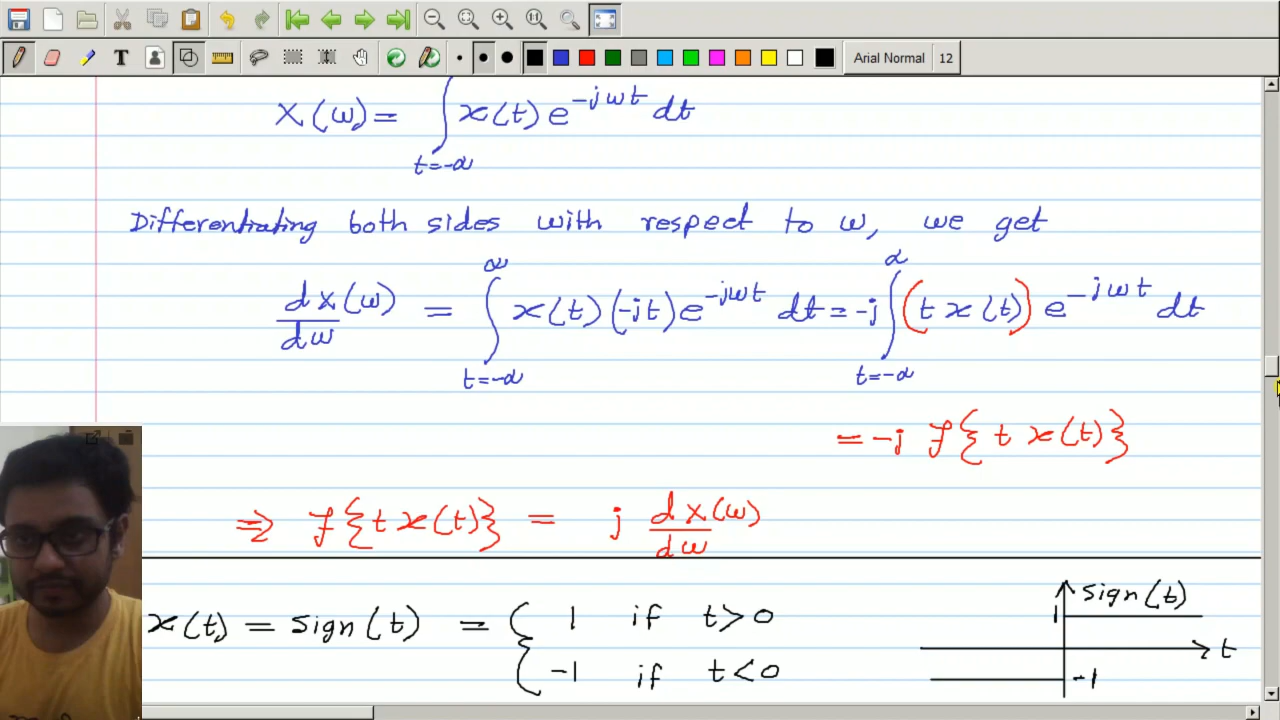 Arial Normal 12
X(ω) = ∫ x(t) e^{-jωt} dt
t=-∞
Differentiating both sides with respect to ω, we get
dX(ω)/dω = ∫_{t=-∞}^{∞} x(t)(-jt)e^{-jωt} dt = -j ∫_{t=-∞}^{∞} (t x(t)) e^{-jωt} dt
= -j ℱ{t x(t)}
⇒ ℱ{t x(t)} = j dX(ω)/dω
x(t) = sign(t) = { 1 if t>0
-1 if t<0
sign(t)
1
t
-1